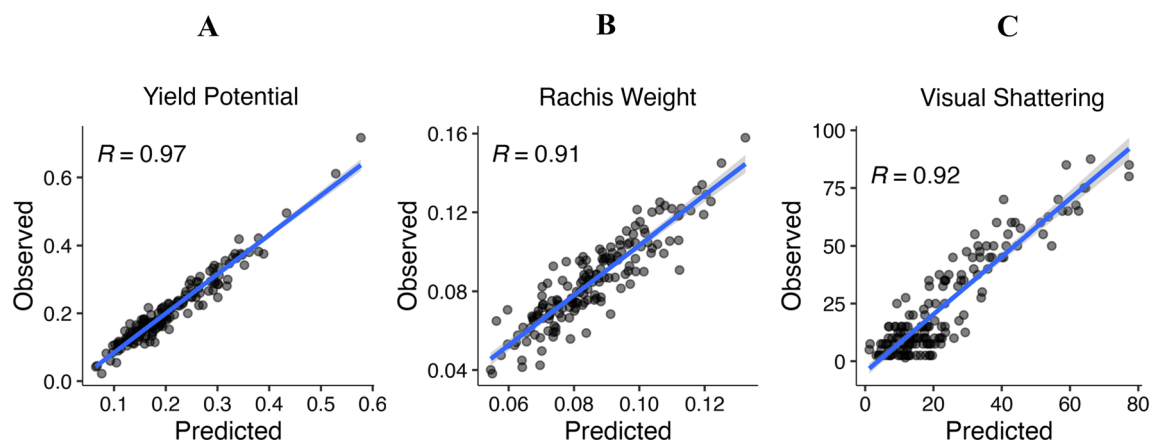 A
B
C
Yield Potential
Rachis Weight
Visual Shattering
R = 0.97
R = 0.91
R = 0.92
Observed
0.6
0.4
0.2
0.0
0.1
0.2
0.3
0.4
0.5
0.6
Predicted
Observed
0.16
0.12
0.08
0.04
0.06
0.08
0.10
0.12
Predicted
Observed
100
75
50
25
0
0
20
40
60
80
Predicted